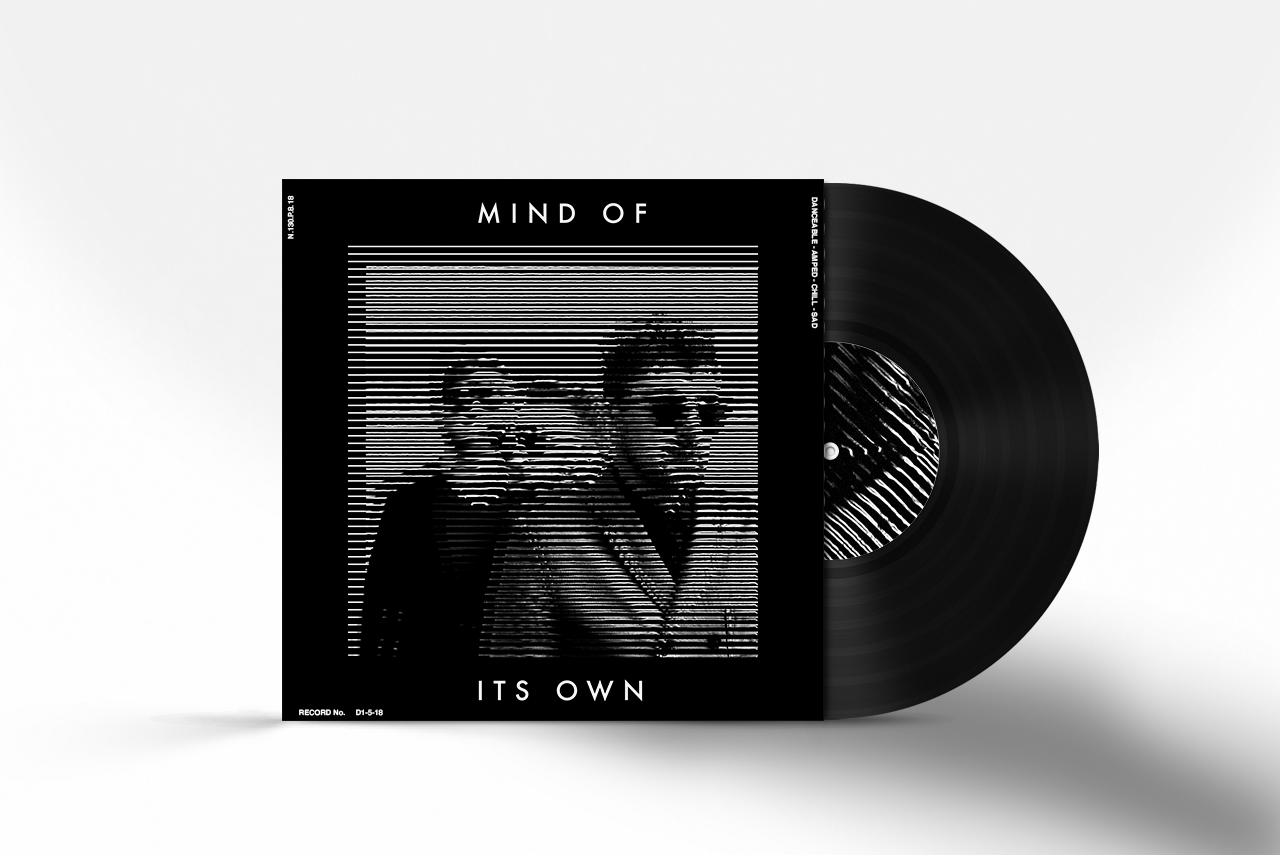 MIND OF
ITS OWN
N.130.P.8.18
DANCEABLE - AMPED - CHILL - SAD
RECORD No. D1-5-18